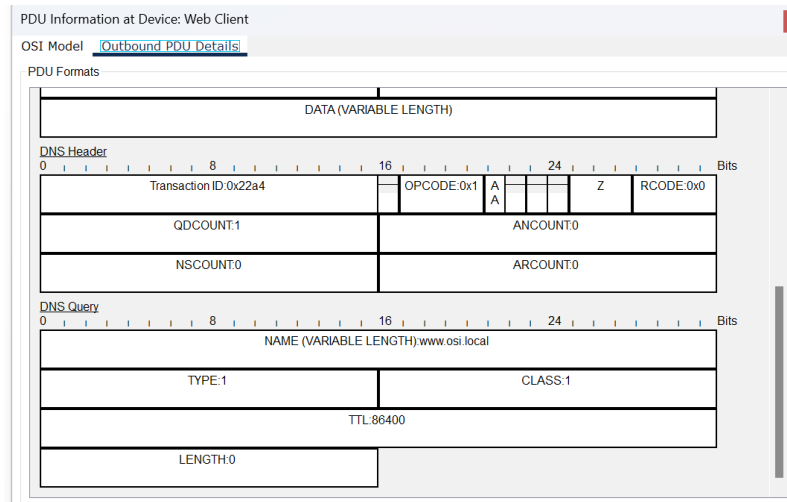 PDU Information at Device: Web Client
OSI Model Outbound PDU Details
PDU Formats
DATA (VARIABLE LENGTH)
DNS Header
0 8 16 24 Bits
Transaction ID:0x22a4 OPCODE:0x1 A A Z RCODE:0x0
QDCOUNT:1 ANCOUNT:0
NSCOUNT:0 ARCOUNT:0
DNS Query
0 8 16 24 Bits
NAME (VARIABLE LENGTH):www.osi.local
TYPE:1 CLASS:1
TTL:86400
LENGTH:0